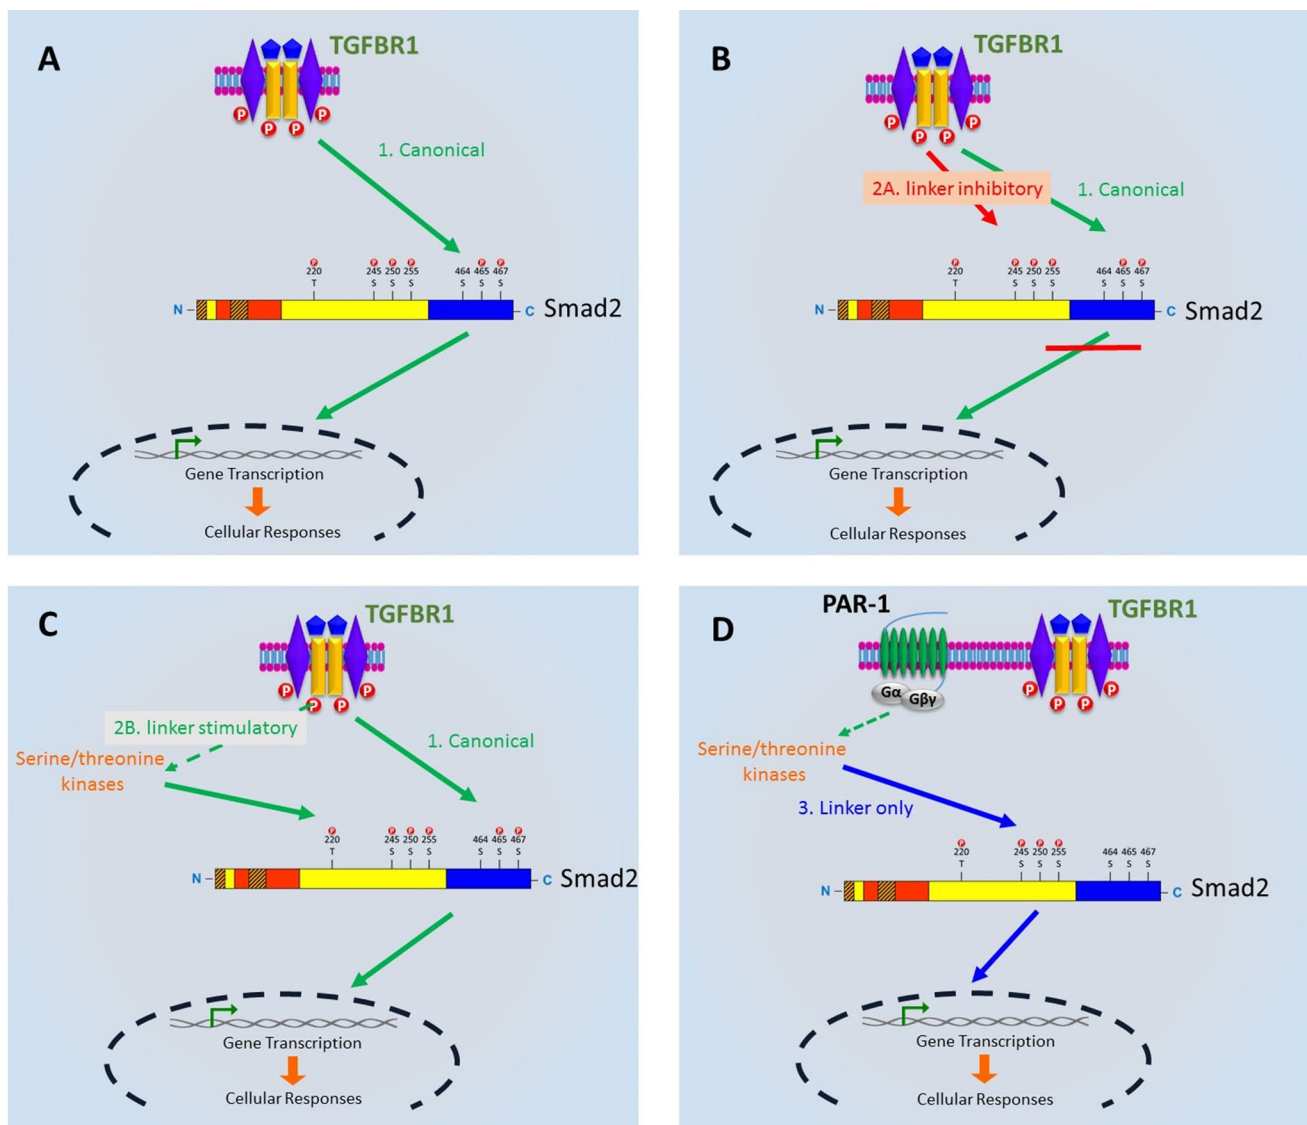 A
TGFBR1
P P P P
1. Canonical
P P P P P P
220 245 250 255 464 465 467
T S S S S S S
N C Smad2
Gene Transcription
Cellular Responses
B
TGFBR1
P P P P
2A. linker inhibitory
1. Canonical
P P P P P P
220 245 250 255 464 465 467
T S S S S S S
N C Smad2
Gene Transcription
Cellular Responses
C
TGFBR1
P P P P
2B. linker stimulatory
1. Canonical
Serine/threonine
kinases
P P P P P P
220 245 250 255 464 465 467
T S S S S S S
N C Smad2
Gene Transcription
Cellular Responses
D
PAR-1
TGFBR1
Gα Gβγ
P P P P
Serine/threonine
kinases
3. Linker only
P P P P
220 245 250 255 464 465 467
T S S S S S S
N C Smad2
Gene Transcription
Cellular Responses